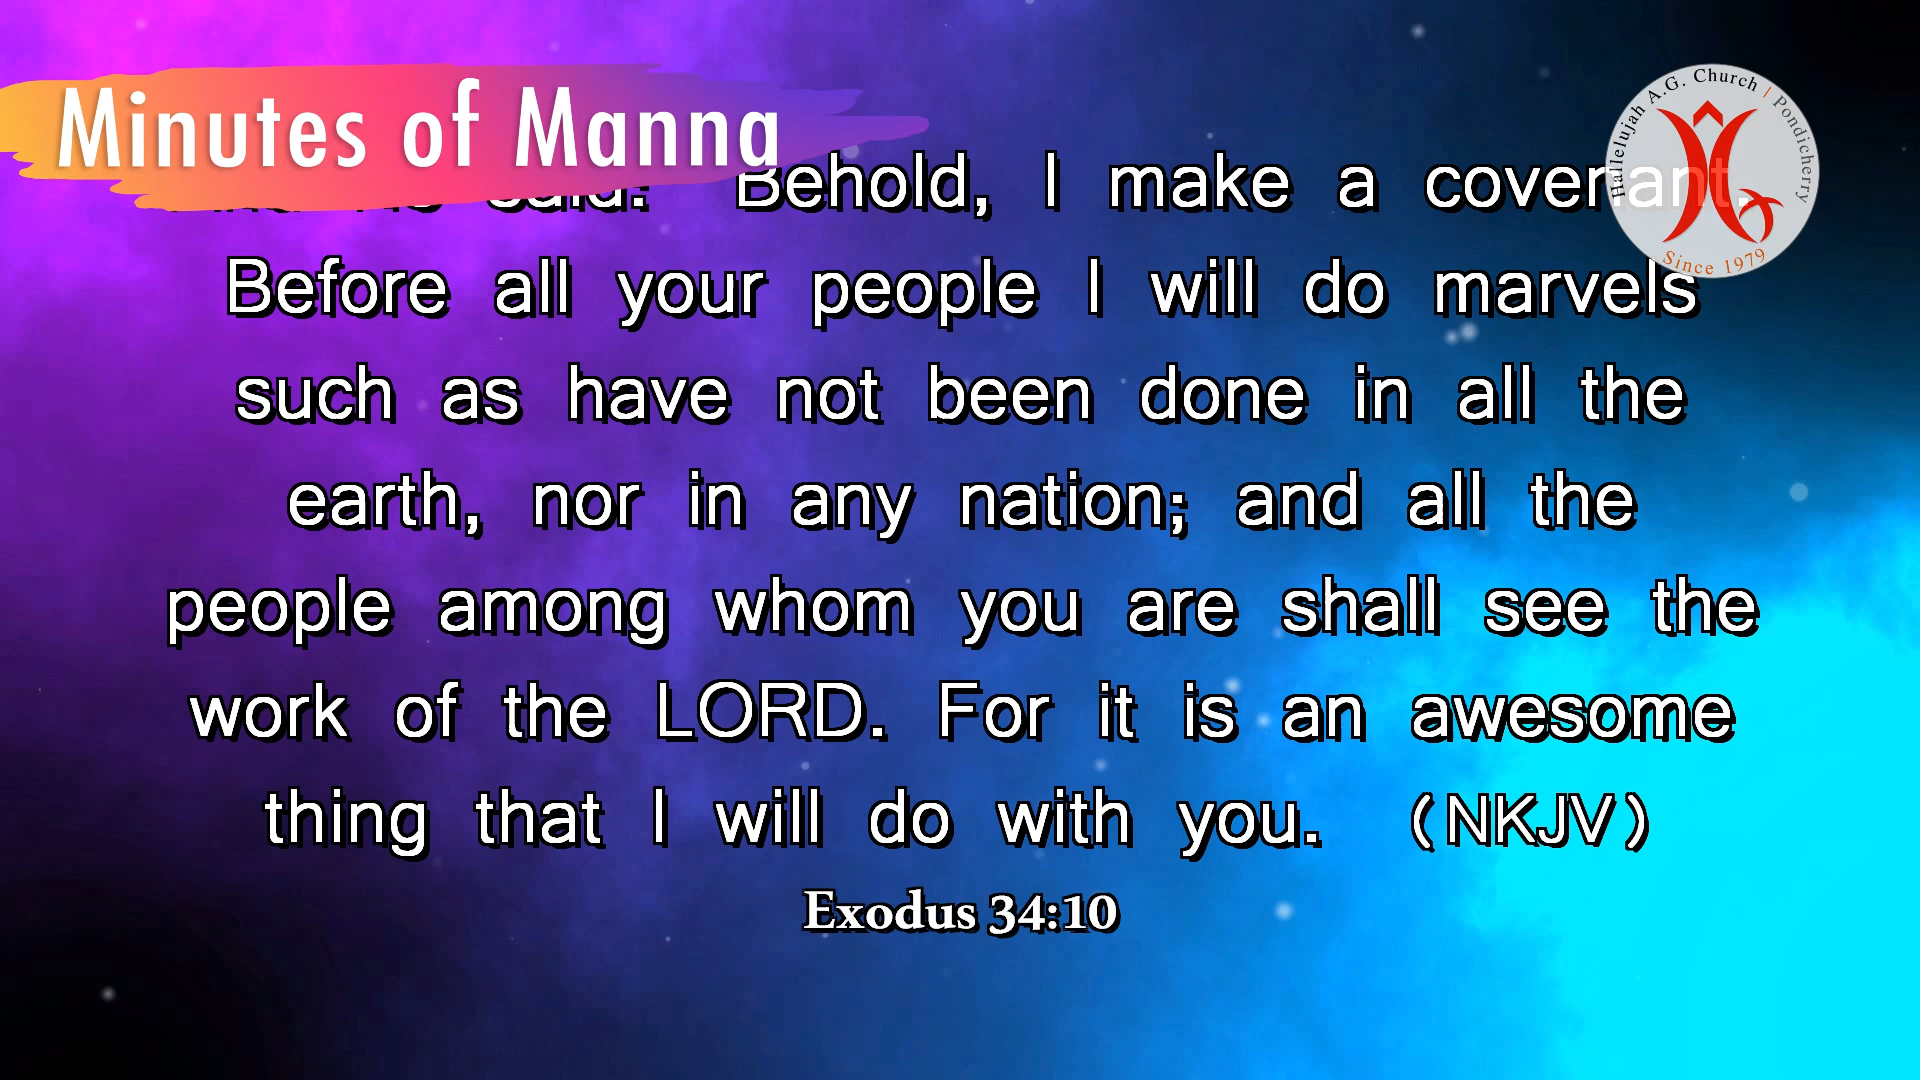 Minutes of Manna
Hallelujah A.G. Church | Pondicherry
Since 1979
said: Behold, I make a covenant.
Before all your people I will do marvels
such as have not been done in all the
earth, nor in any nation; and all the
people among whom you are shall see the
work of the LORD. For it is an awesome
thing that I will do with you. (NKJV)
Exodus 34:10